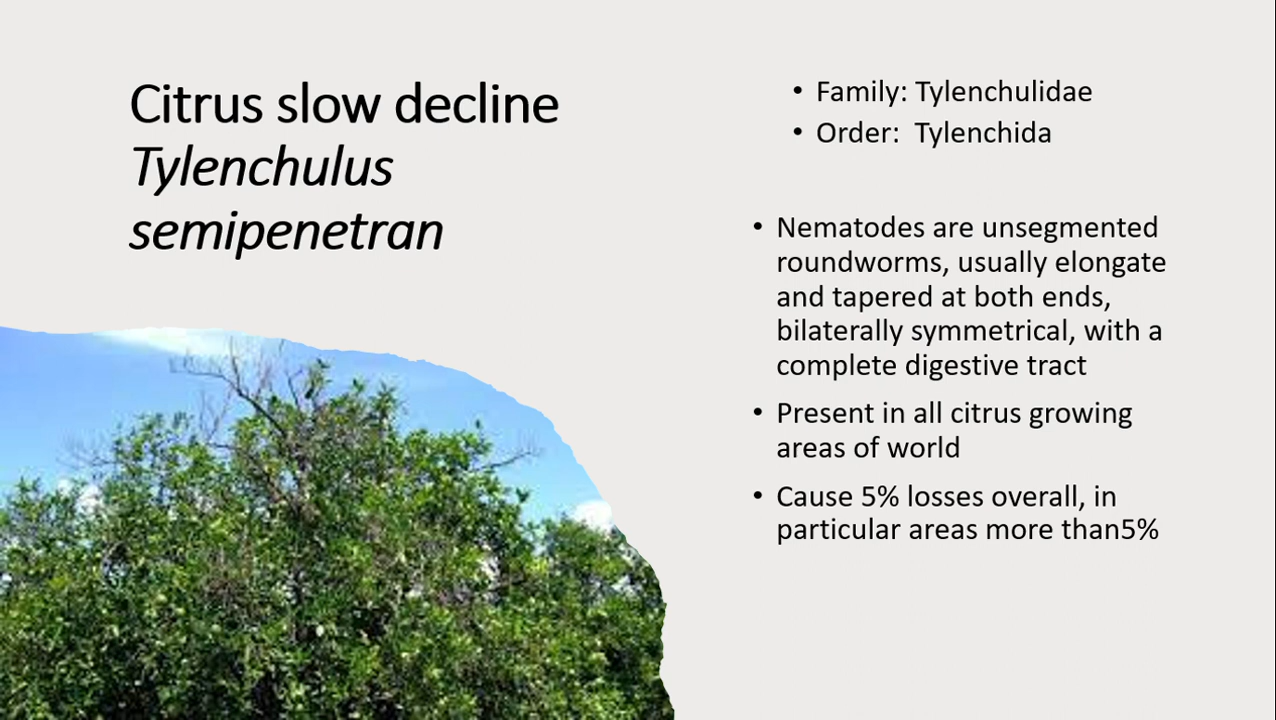 Citrus slow decline
Tylenchulus
semipenetran
• Family: Tylenchulidae
• Order:  Tylenchida
• Nematodes are unsegmented
roundworms, usually elongate
and tapered at both ends,
bilaterally symmetrical, with a
complete digestive tract
• Present in all citrus growing
areas of world
• Cause 5% losses overall, in
particular areas more than5%